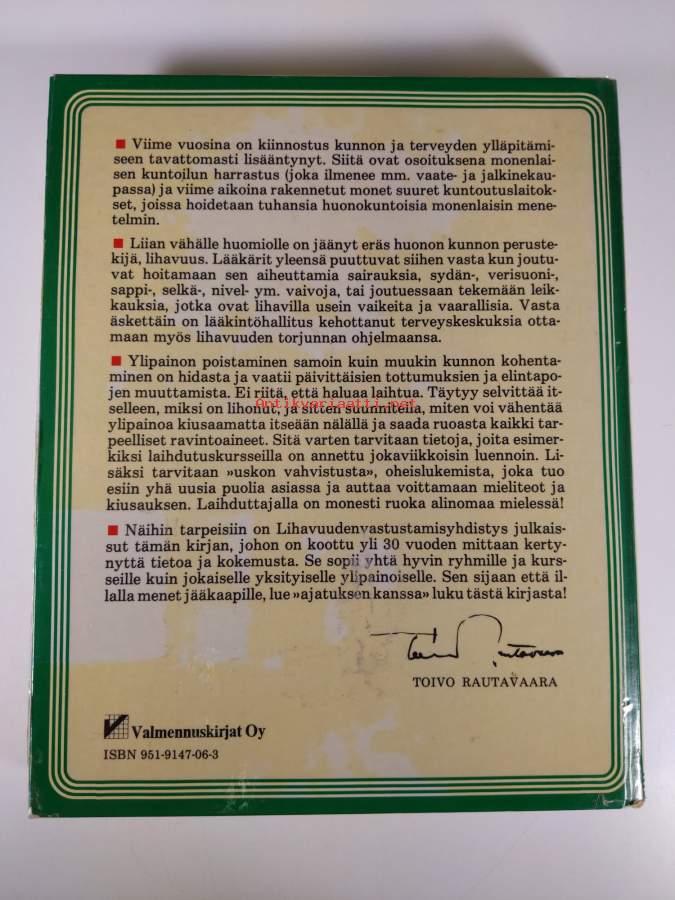 ■ Viime vuosina on kiinnostus kunnon ja terveyden ylläpitämi-
seen tavattomasti lisääntynyt. Siitä ovat osoituksena monenlai-
sen kuntoilun harrastus (joka ilmenee mm. vaate- ja jalkinekau-
passa) ja viime aikoina rakennetut monet suuret kuntoutuslaitok-
set, joissa hoidetaan tuhansia huonokuntoisia monenlaisin mene-
telmin.
■ Liian vähälle huomiolle on jäänyt eräs huonon kunnon peruste-
kijä, lihavuus. Lääkärit yleensä puuttuvat siihen vasta kun joutu-
vat hoitamaan sen aiheuttamia sairauksia, sydän-, verisuoni-,
sappi-, selkä-, nivel- ym. vaivoja, tai joutuessaan tekemään leik-
kauksia, jotka ovat lihavilla usein vaikeita ja vaarallisia. Vasta
äskettäin on lääkintöhallitus kehottanut terveyskeskuksia otta-
maan myös lihavuuden torjunnan ohjelmaansa.
■ Ylipainon poistaminen samoin kuin muukin kunnon kohenta-
minen on hidasta ja vaatii päivittäisten tottumuksien ja elintapo-
jen muuttamista. Ei riitä, että haluaa laihtua. Täytyy selvittää it-
Antikvariaatti.net
selleen, miksi on lihonut, ja sitten suunnitella, miten voi vähentää
ylipainoa kiusaamatta itseään nälällä ja saada ruoasta kaikki tar-
peelliset ravintoaineet. Sitä varten tarvitaan tietoja, joita esimer-
kiksi laihdutuskursseilla on annettu jokaviikkoisin luennoin. Li-
säksi tarvitaan »uskon vahvistusta», oheislukemista, joka tuo
esiin yhä uusia puolia asiassa ja auttaa voittamaan mieliteot ja
kiusauksen. Laihduttajalla on monesti ruoka alinomaa mielessä!
■ Näihin tarpeisiin on Lihavuudenvastustamisyhdistys julkais-
sut tämän kirjan, johon on koottu yli 30 vuoden mittaan kerty-
nyttä tietoa ja kokemusta. Se sopii yhtä hyvin ryhmille ja kurs-
seille kuin jokaiselle yksityiselle ylipainoiselle. Sen sijaan että il-
lalla menet jääkaapille, lue »ajatuksen kanssa» luku tästä kirjasta!
Toivo Rautavaara
TOIVO RAUTAVAARA
Valmennuskirjat Oy
ISBN 951-9147-06-3